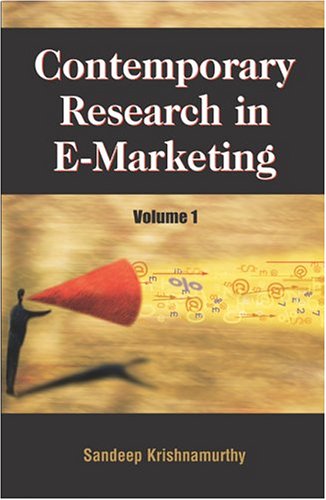 Contemporary
Research in
E-Marketing
Volume 1
Sandeep Krishnamurthy